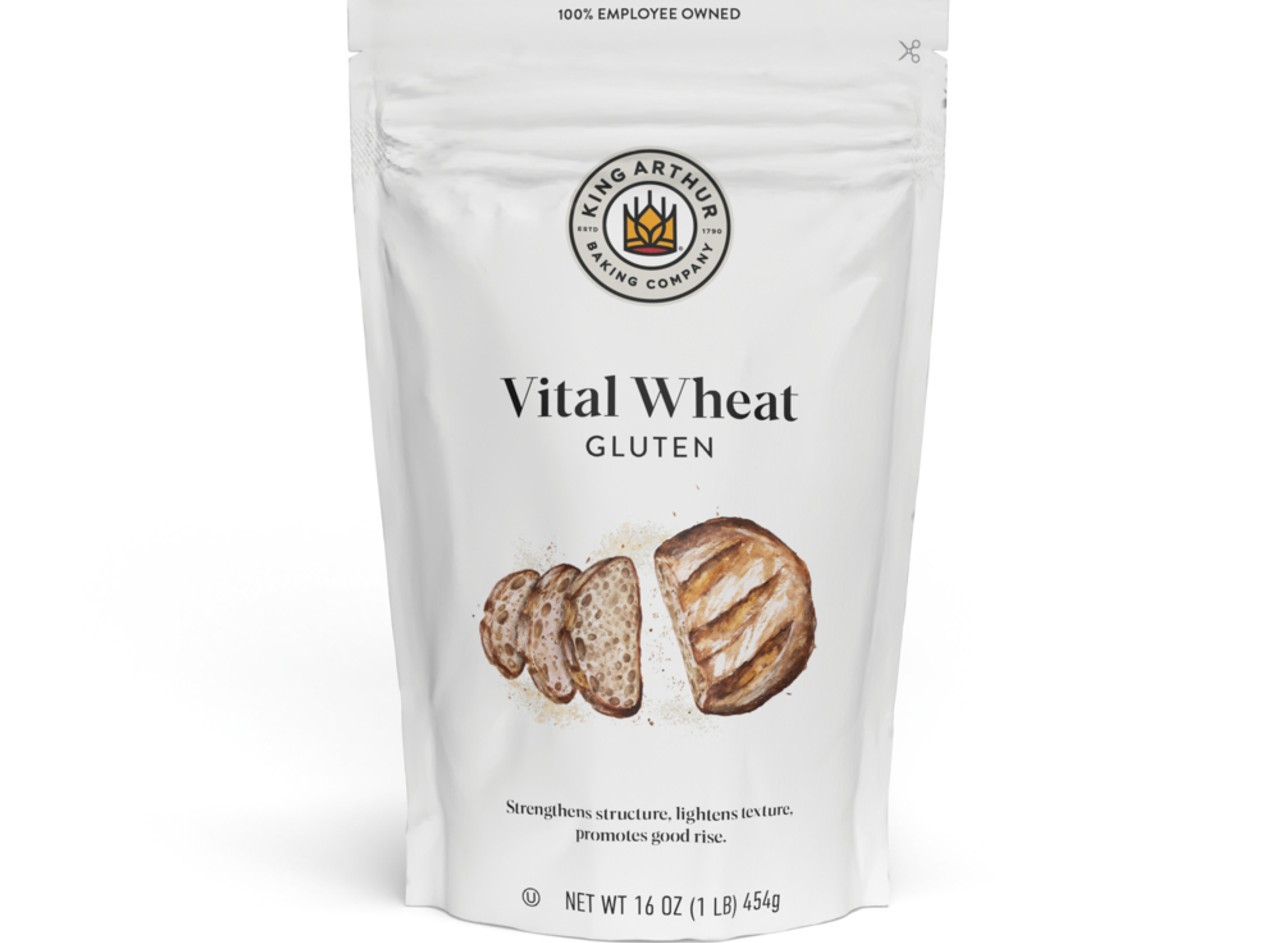 100% EMPLOYEE OWNED
KING ARTHUR
ESTD 1790
BAKING COMPANY
®
Vital Wheat
GLUTEN
Strengthens structure, lightens texture,
promotes good rise.
U NET WT 16 OZ (1 LB) 454g